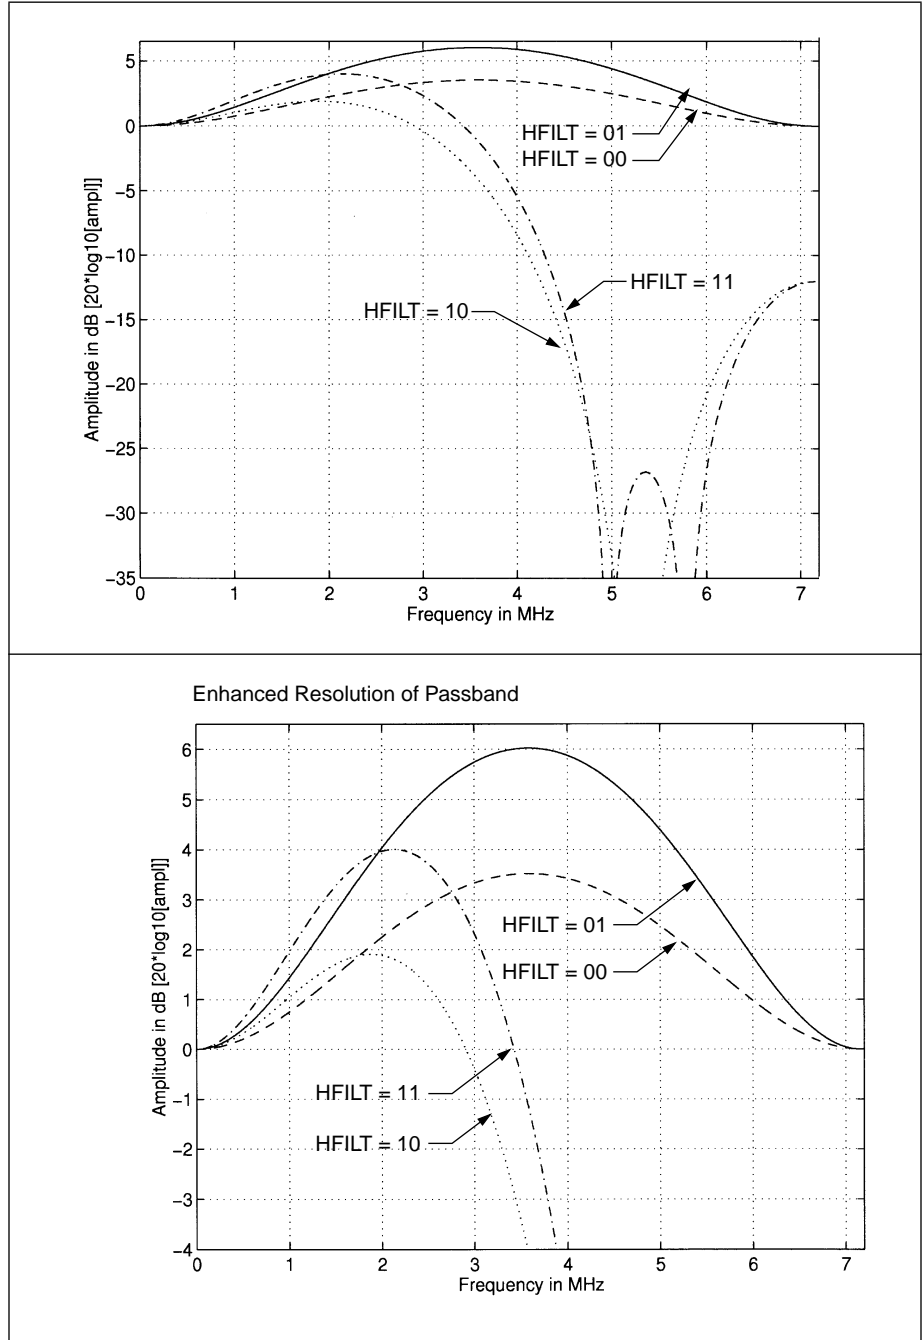 5
0
−5
−10
−15
−20
−25
−30
−35
Amplitude in dB [20*log10[ampl]]
HFILT = 01
HFILT = 00
HFILT = 11
HFILT = 10
0 1 2 3 4 5 6 7
Frequency in MHz
Enhanced Resolution of Passband
6
5
4
3
2
1
0
−1
−2
−3
−4
Amplitude in dB [20*log10[ampl]]
HFILT = 01
HFILT = 00
HFILT = 11
HFILT = 10
0 1 2 3 4 5 6 7
Frequency in MHz